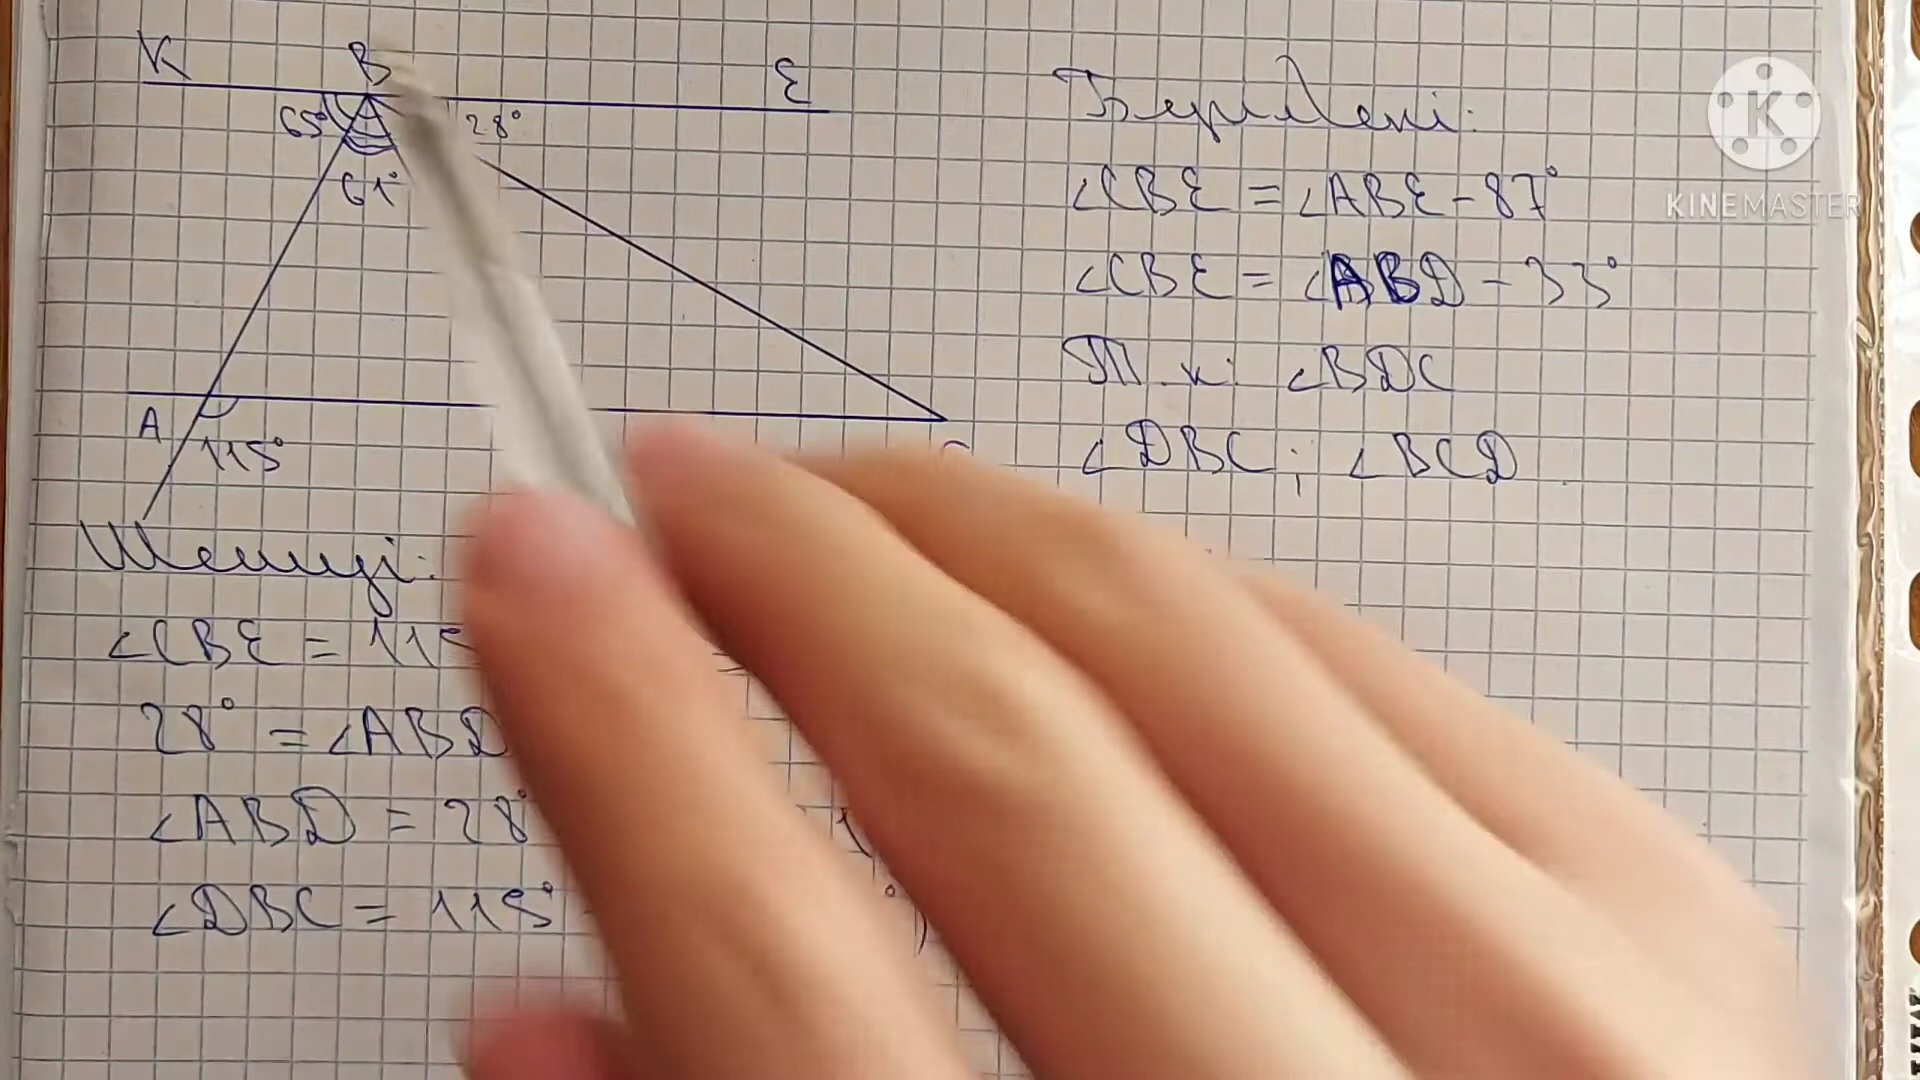 K B E
65° 28°
61°
A
115°
Берілгені:
∠CBE = ∠ABE - 87°
∠CBE = ∠ABD - 33°
Т.к: ∠BDC
∠DBC; ∠BCD
K
KINEMASTER
Шешуі:
∠CBE = 115
28° = ∠ABD
∠ABD = 28°
∠DBC = 115°